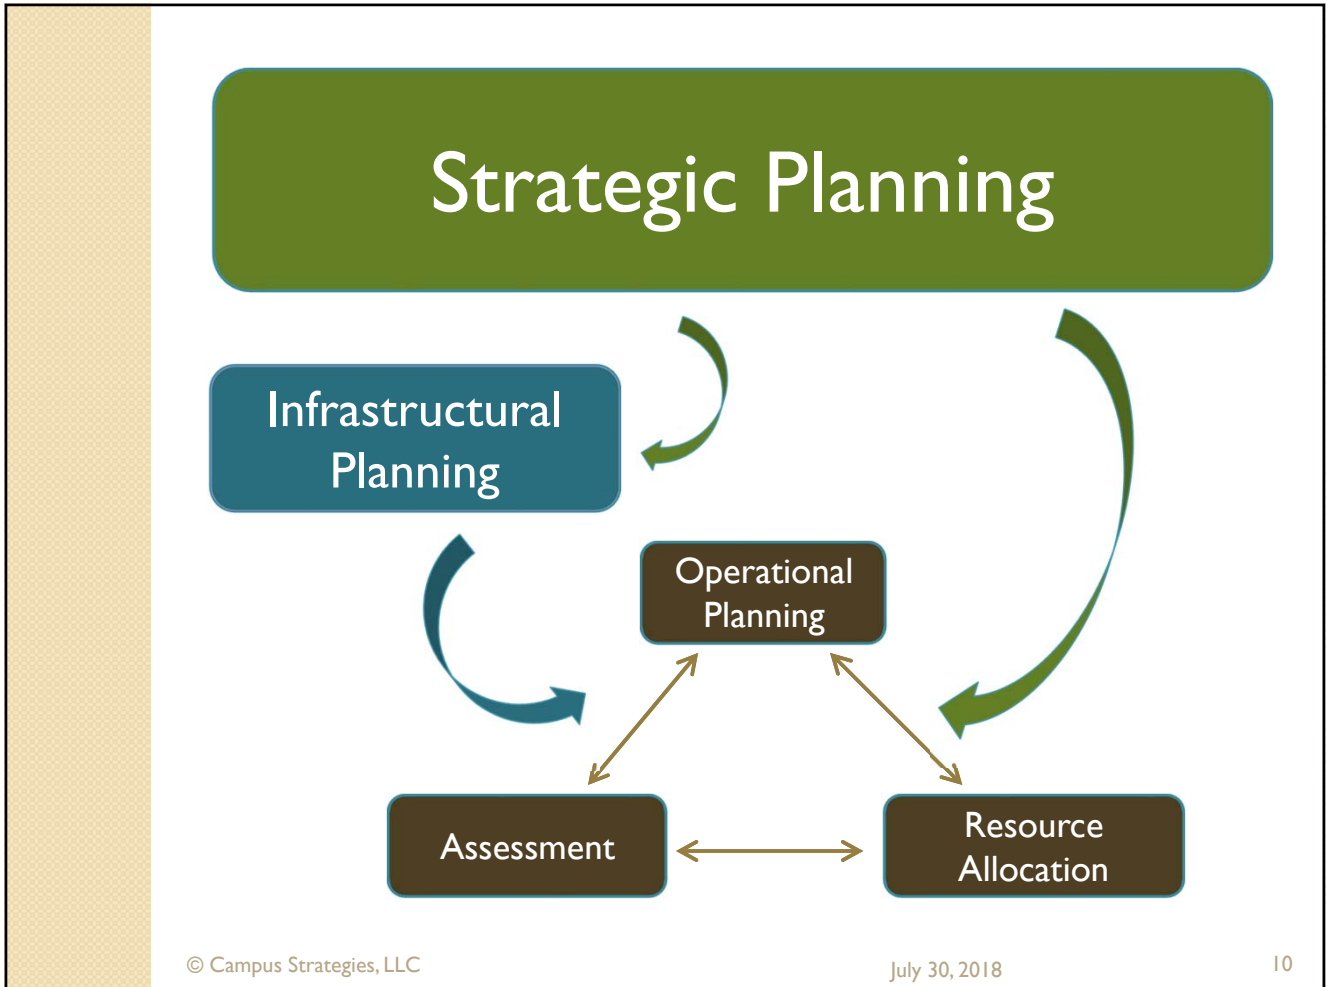 Strategic Planning
Infrastructural
Planning
Operational
Planning
Assessment
Resource
Allocation
© Campus Strategies, LLC
July 30, 2018
10